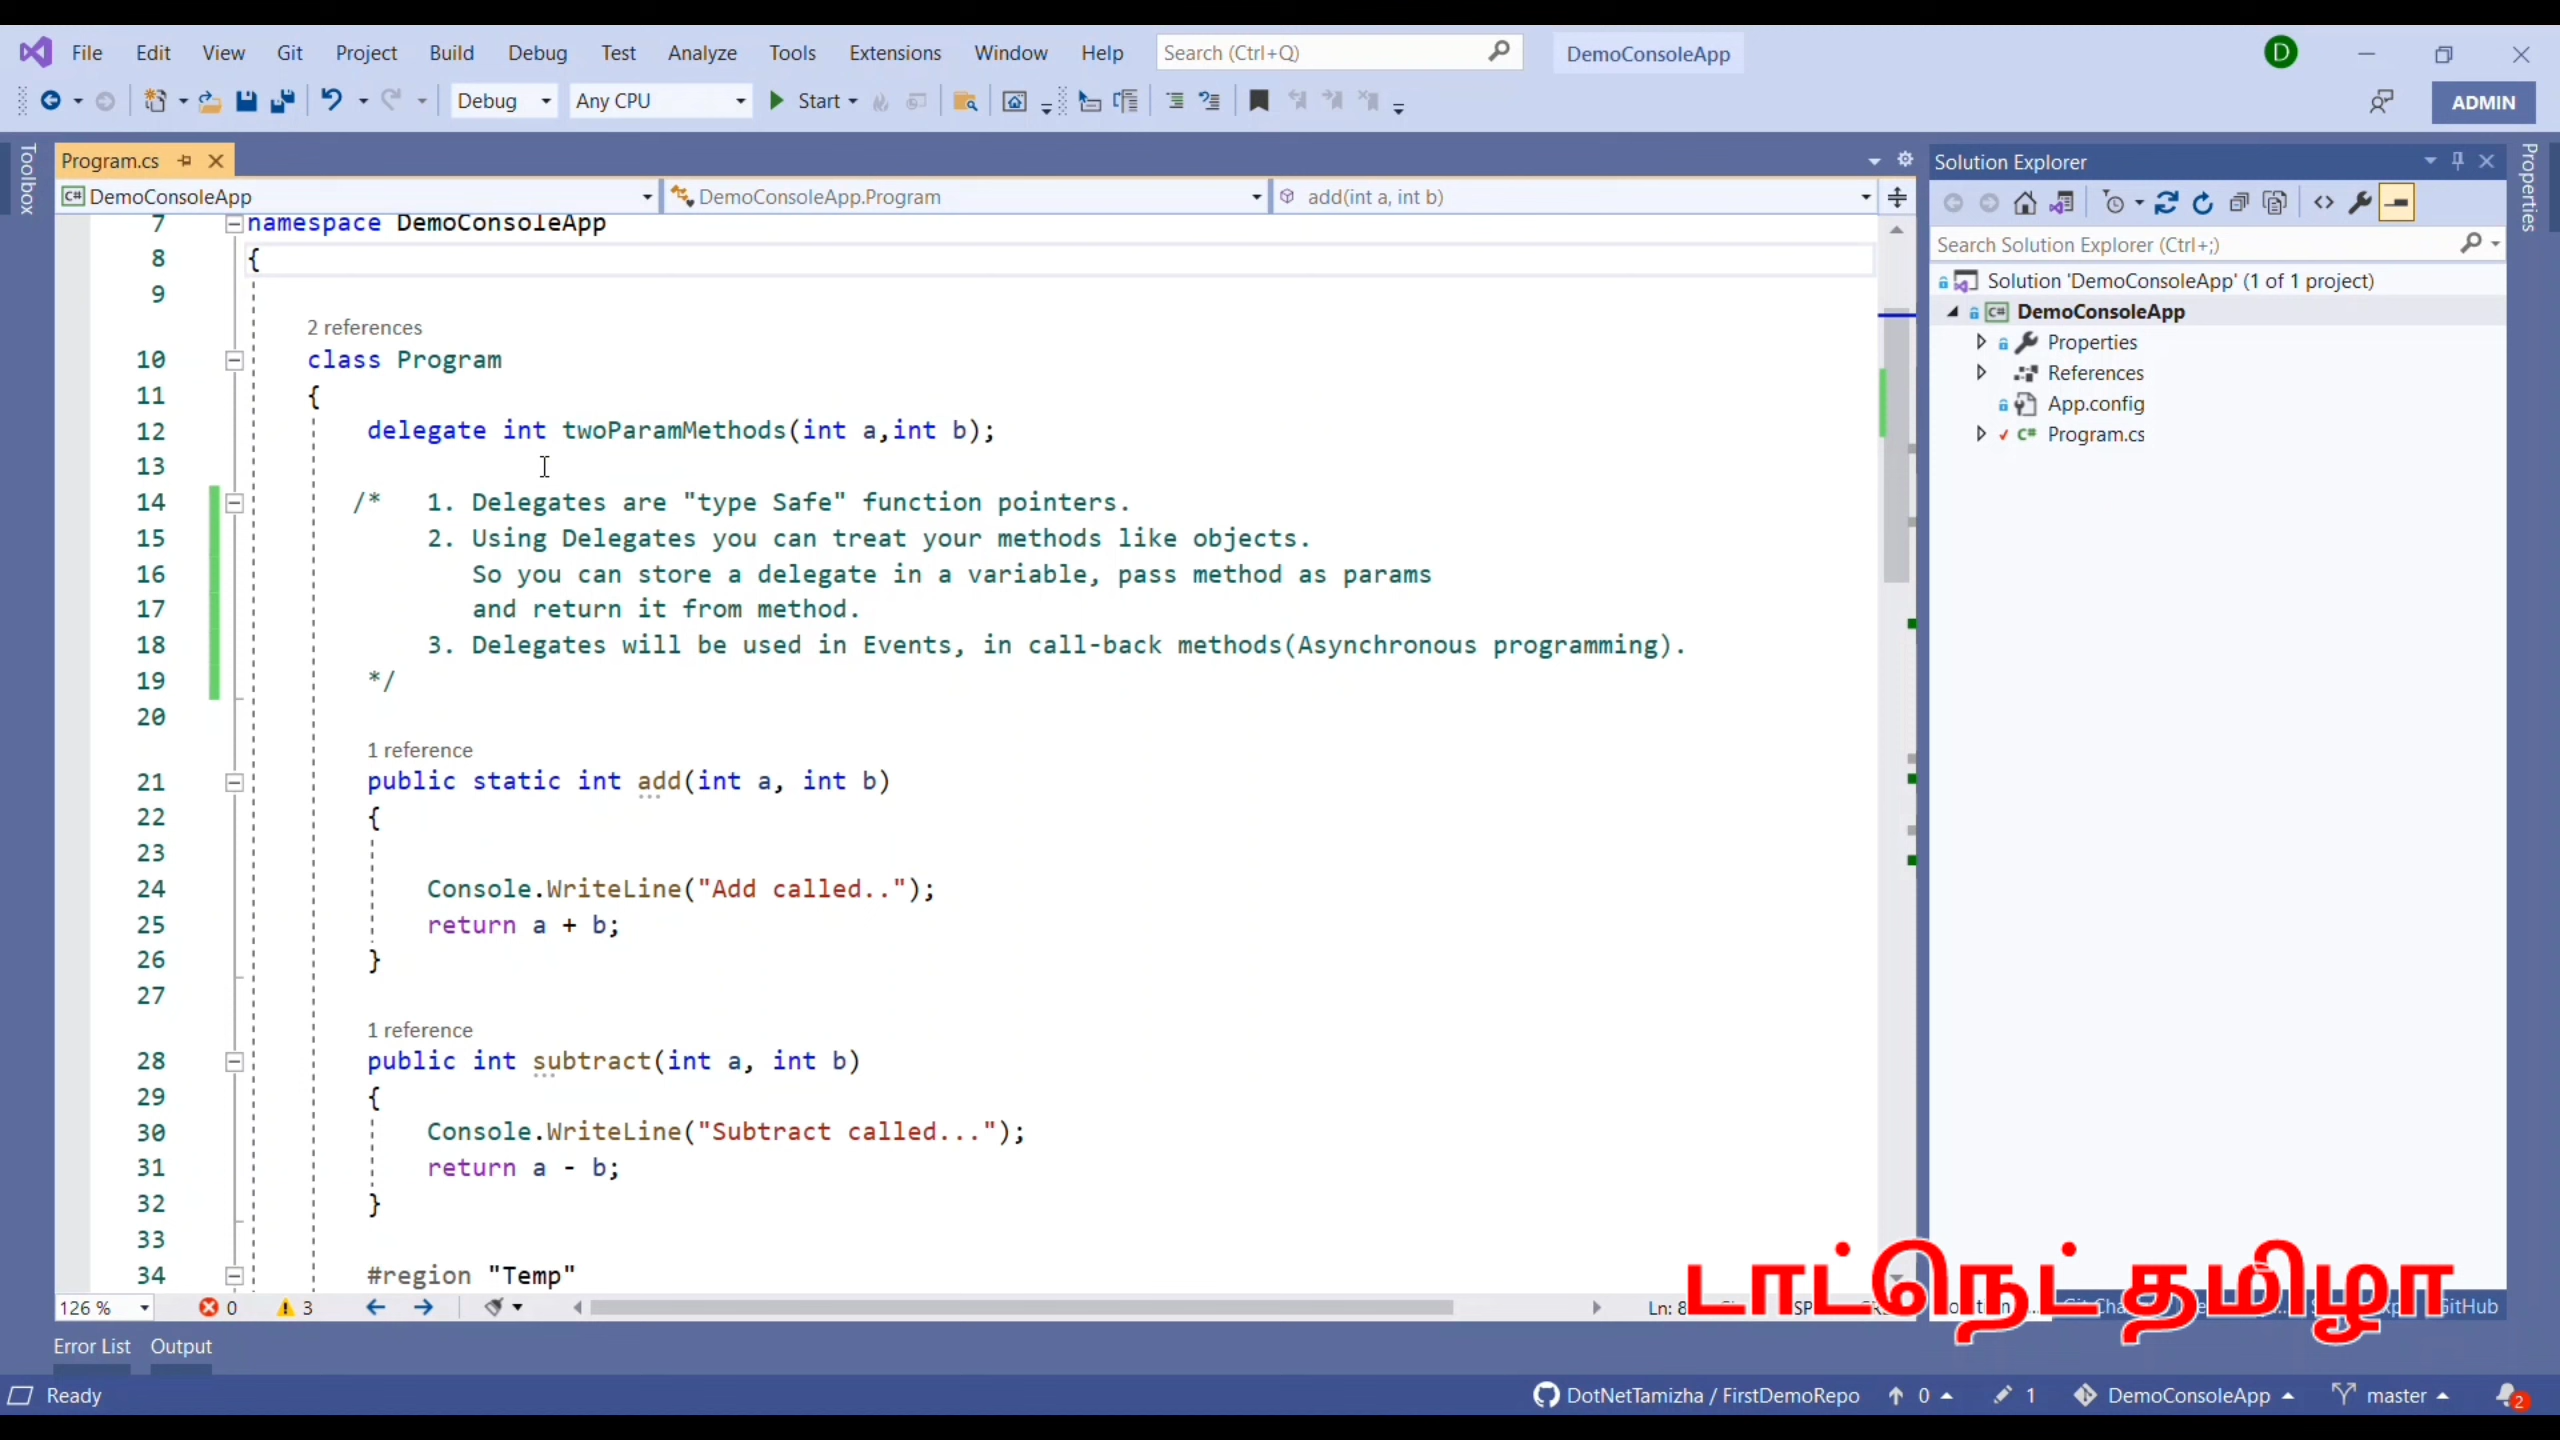 File Edit View Git Project Build Debug Test Analyze Tools Extensions Window Help Search (Ctrl+Q) DemoConsoleApp D
Debug Any CPU Start ADMIN
Toolbox
Program.cs
DemoConsoleApp DemoConsoleApp.Program add(int a, int b)
7 namespace DemoConsoleApp
8 {
9
2 references
10 class Program
11 {
12 delegate int twoParamMethods(int a,int b);
13
14 /* 1. Delegates are "type Safe" function pointers.
15 2. Using Delegates you can treat your methods like objects.
16 So you can store a delegate in a variable, pass method as params
17 and return it from method.
18 3. Delegates will be used in Events, in call-back methods(Asynchronous programming).
19 */
20
1 reference
21 public static int add(int a, int b)
22 {
23
24 Console.WriteLine("Add called..");
25 return a + b;
26 }
27
1 reference
28 public int subtract(int a, int b)
29 {
30 Console.WriteLine("Subtract called...");
31 return a - b;
32 }
33
34 #region "Temp"
126 % 0 3 Ln: 8
Solution Explorer
Search Solution Explorer (Ctrl+;)
Solution 'DemoConsoleApp' (1 of 1 project)
DemoConsoleApp
Properties
References
App.config
Program.cs
Properties
டாட்நெட் தமிழா
GitHub
Error List Output
Ready DotNetTamizha / FirstDemoRepo 0 1 DemoConsoleApp master 2